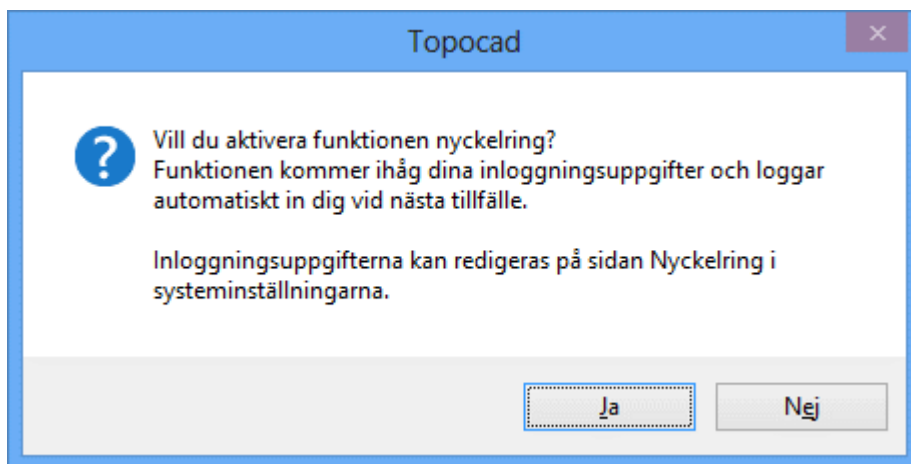 Topocad
Vill du aktivera funktionen nyckelring?
Funktionen kommer ihåg dina inloggningsuppgifter och loggar
automatiskt in dig vid nästa tillfälle.
Inloggningsuppgifterna kan redigeras på sidan Nyckelring i
systeminställningarna.
Ja
Nej